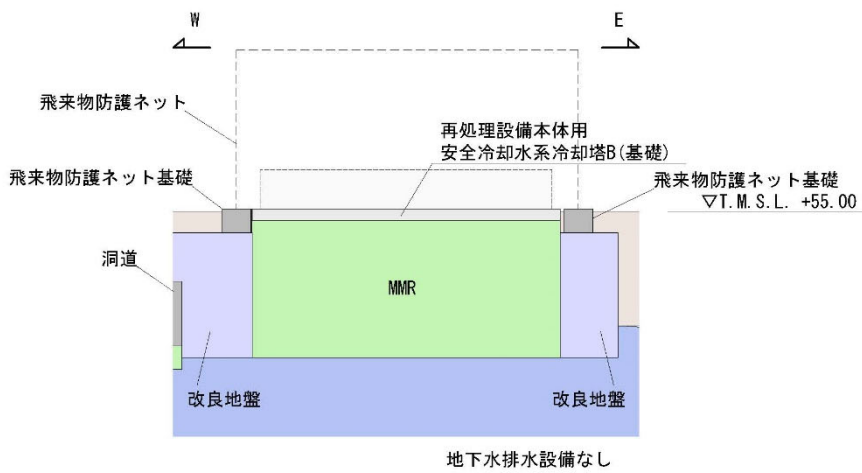 W
E
飛来物防護ネット
再処理設備本体用
安全冷却水系冷却塔B(基礎)
飛来物防護ネット基礎
飛来物防護ネット基礎
▽T.M.S.L. +55.00
洞道
MMR
改良地盤
改良地盤
地下水排水設備なし